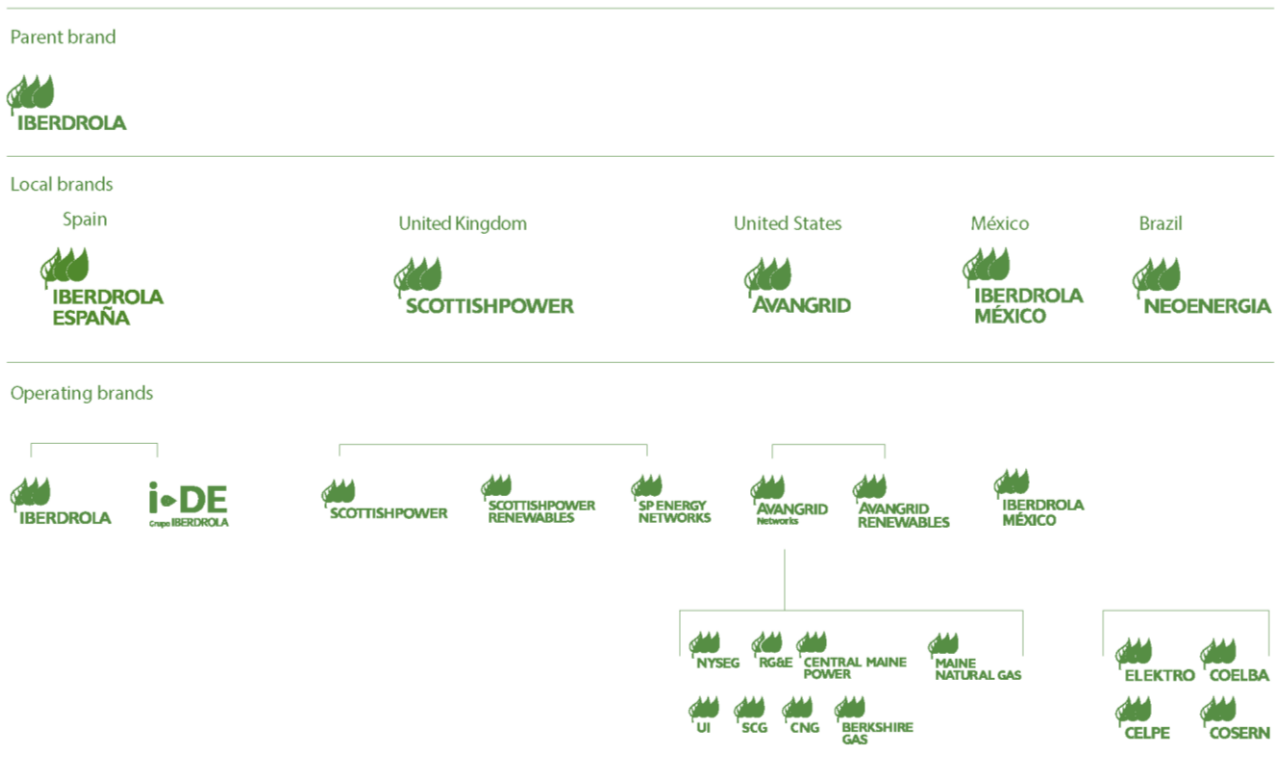 Parent brand
IBERDROLA
Local brands
Spain
United Kingdom
United States
México
Brazil
IBERDROLA
ESPAÑA
SCOTTISHPOWER
AVANGRID
IBERDROLA
MÉXICO
NEOENERGIA
Operating brands
IBERDROLA
i-DE
Grupo IBERDROLA
SCOTTISHPOWER
SCOTTISHPOWER
RENEWABLES
SP ENERGY
NETWORKS
AVANGRID
Networks
AVANGRID
RENEWABLES
IBERDROLA
MÉXICO
NYSEG
RG&E
CENTRAL MAINE
POWER
MAINE
NATURAL GAS
UI
SCG
CNG
BERKSHIRE
GAS
ELEKTRO
COELBA
CELPE
COSERN